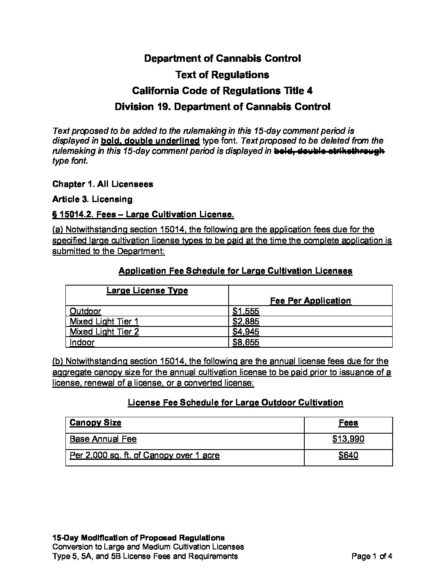 Department of Cannabis Control
Text of Regulations
California Code of Regulations Title 4
Division 19. Department of Cannabis Control
Text proposed to be added to the rulemaking in this 15-day comment period is
displayed in bold, double underlined type font. Text proposed to be deleted from the
rulemaking in this 15-day comment period is displayed in bold, double strikethrough
type font.
Chapter 1. All Licensees
Article 3. Licensing
§ 15014.2. Fees – Large Cultivation License.
(a) Notwithstanding section 15014, the following are the application fees due for the
specified large cultivation license types to be paid at the time the complete application is
submitted to the Department:
Application Fee Schedule for Large Cultivation Licenses
Large License Type
Fee Per Application
Outdoor $1,555
Mixed Light Tier 1 $2,885
Mixed Light Tier 2 $4,945
Indoor $8,655
(b) Notwithstanding section 15014, the following are the annual license fees due for the
aggregate canopy size for the annual cultivation license to be paid prior to issuance of a
license, renewal of a license, or a converted license:
License Fee Schedule for Large Outdoor Cultivation
Canopy Size Fees
Base Annual Fee $13,990
Per 2,000 sq. ft. of Canopy over 1 acre $640
15-Day Modification of Proposed Regulations
Conversion to Large and Medium Cultivation Licenses
Type 5, 5A, and 5B License Fees and Requirements Page 1 of 4